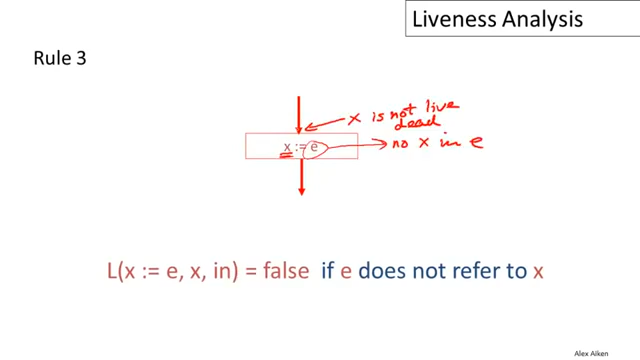 Liveness Analysis
Rule 3
x is not live
dead
x := e
no x in e
L(x := e, x, in) = false if e does not refer to x
Alex Aiken